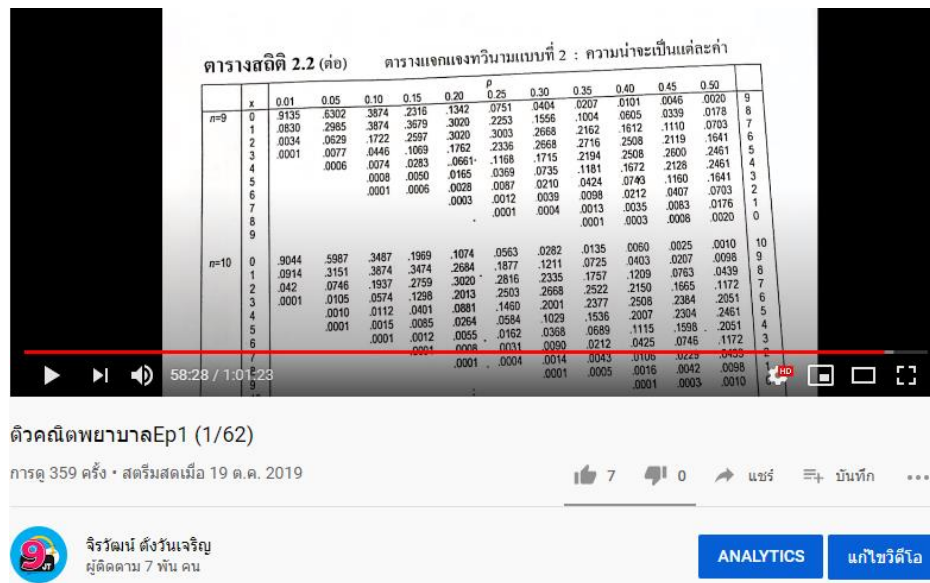 ตารางสถิติ 2.2 (ต่อ) ตารางแจกแจงทวินามแบบที่ 2 : ความน่าจะเป็นแต่ละค่า
p
x 0.01 0.05 0.10 0.15 0.20 0.25 0.30 0.35 0.40 0.45 0.50
n=9 0 .9135 .6302 .3874 .2316 .1342 .0751 .0404 .0207 .0101 .0046 .0020 9
1 .0830 .2985 .3874 .3679 .3020 .2253 .1556 .1004 .0605 .0339 .0178 8
2 .0034 .0629 .1722 .2597 .3020 .3003 .2668 .2162 .1612 .1110 .0703 7
3 .0001 .0077 .0446 .1069 .1762 .2336 .2668 .2716 .2508 .2119 .1641 6
4 .0006 .0074 .0283 .0661 .1168 .1715 .2194 .2508 .2600 .2461 5
5 .0008 .0050 .0165 .0369 .0735 .1181 .1672 .2128 .2461 4
6 .0001 .0006 .0028 .0087 .0210 .0424 .0743 .1160 .1641 3
7 .0003 .0012 .0039 .0098 .0212 .0407 .0703 2
8 .0001 .0004 .0013 .0035 .0083 .0176 1
9 .0001 .0003 .0008 .0020 0
n=10 0 .9044 .5987 .3487 .1969 .1074 .0563 .0282 .0135 .0060 .0025 .0010 10
1 .0914 .3151 .3874 .3474 .2684 .1877 .1211 .0725 .0403 .0207 .0098 9
2 .042 .0746 .1937 .2759 .3020 .2816 .2335 .1757 .1209 .0763 .0439 8
3 .0001 .0105 .0574 .1298 .2013 .2503 .2668 .2522 .2150 .1665 .1172 7
4 .0010 .0112 .0401 .0881 .1460 .2001 .2377 .2508 .2384 .2051 6
5 .0001 .0015 .0085 .0264 .0584 .1029 .1536 .2007 .2304 .2461 5
6 .0001 .0012 .0055 .0162 .0368 .0689 .1115 .1598 .2051 4
7 .0001 .0008 .0031 .0090 .0212 .0425 .0746 .1172 3
.0001 .0004 .0014 .0043 .0106 .0229 .0439 2
9 .0001 .0005 .0016 .0042 .0098
.0001 .0003 .0010
58:28 / 1:01:23
HD
ติวคณิตพยาบาลEp1 (1/62)
การดู 359 ครั้ง • สตรีมสดเมื่อ 19 ต.ค. 2019
7 0 แชร์ บันทึก
9 JT
จิรวัฒน์ ตั้งวันเจริญ
ผู้ติดตาม 7 พัน คน
ANALYTICS แก้ไขวิดีโอ